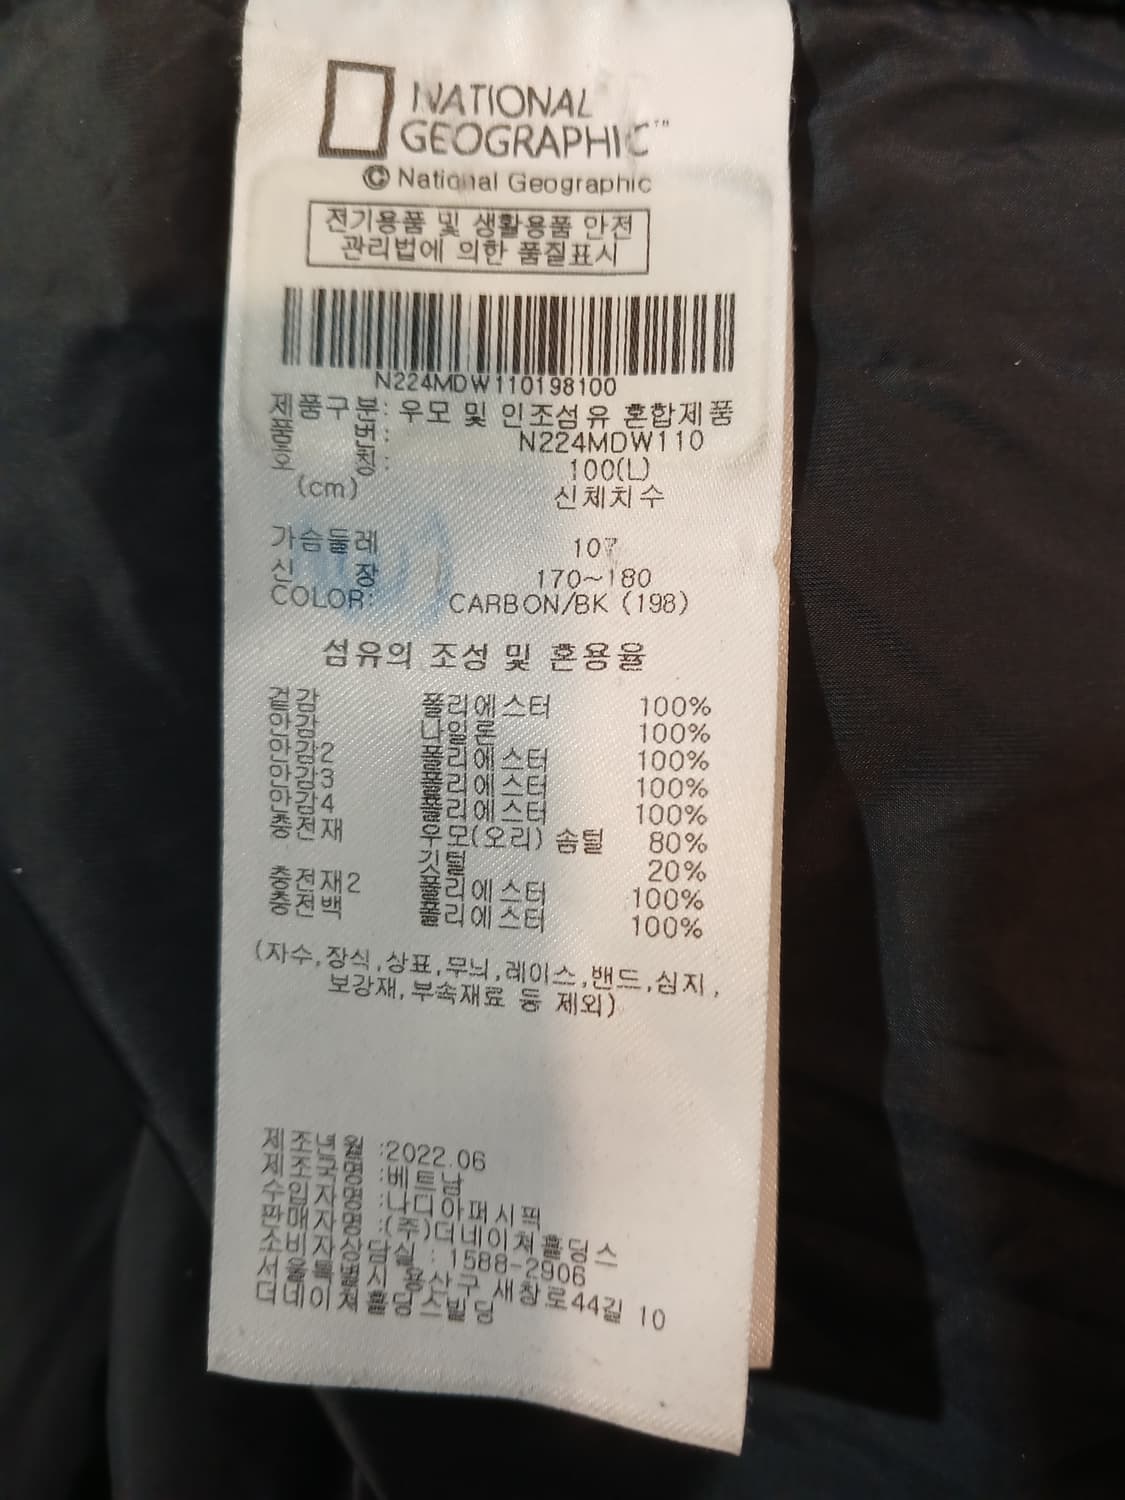 NATIONAL
GEOGRAPHIC™
© National Geographic
전기용품 및 생활용품 안전
관리법에 의한 품질표시
N224MDW110198100
제품구분: 우모 및 인조섬유 혼합제품
품 번: N224MDW110
호 칭: 100(L)
(cm) 신체치수
가슴둘레 107
신 장 170~180
COLOR: CARBON/BK (198)
섬유의 조성 및 혼용율
겉감 폴리에스터 100%
안감 나일론 100%
안감2 폴리에스터 100%
안감3 폴리에스터 100%
안감4 폴리에스터 100%
충전재 우모(오리) 솜털 80%
깃털 20%
충전재2 폴리에스터 100%
충전백 폴리에스터 100%
(자수,장식,상표,무늬,레이스,밴드,심지,
보강재,부속재료 등 제외)
제조년월 :2022.06
제조국명 :베트남
수입자명 :나디아퍼시픽
판매자명 :(주)더네이쳐홀딩스
소비자상담실 : 1588-2906
서울특별시 용산구 새창로44길 10
더네이쳐홀딩스빌딩